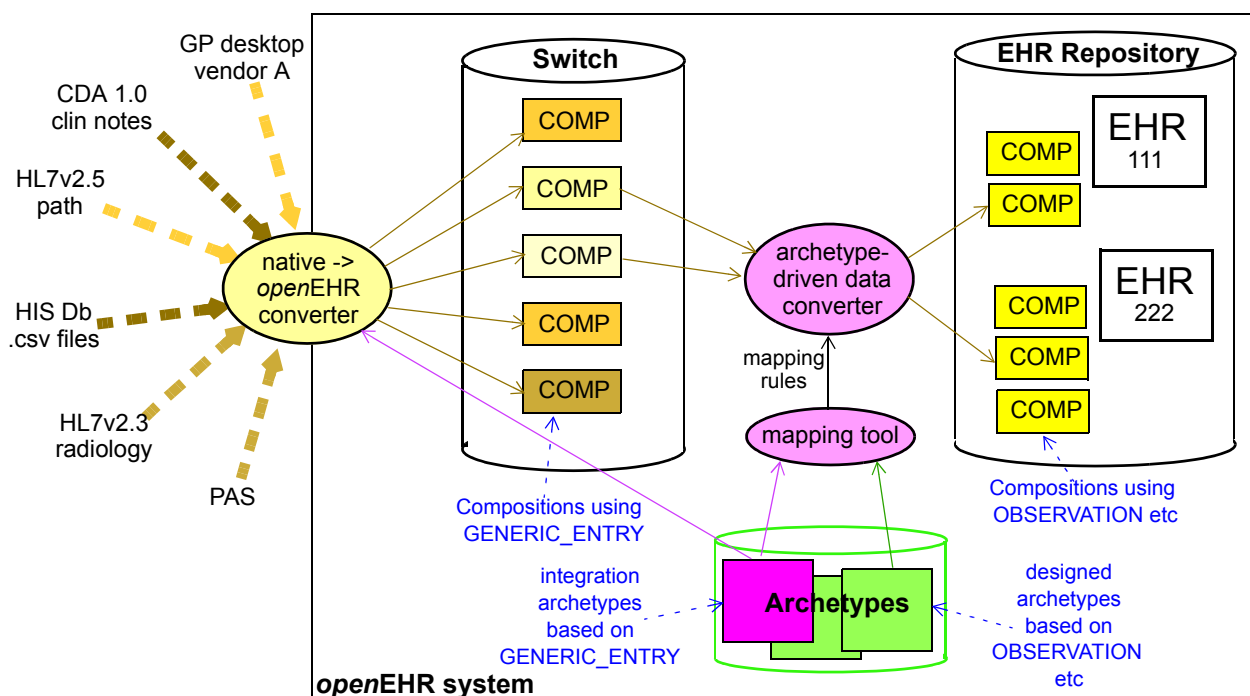 GP desktop
vendor A
CDA 1.0
clin notes
HL7v2.5
path
HIS Db
.csv files
HL7v2.3
radiology
PAS
native ->
openEHR
converter
Switch
COMP
COMP
COMP
COMP
COMP
Compositions using
GENERIC_ENTRY
archetype-
driven data
converter
mapping
rules
mapping tool
EHR Repository
COMP
COMP
EHR
111
COMP
COMP
COMP
EHR
222
Compositions using
OBSERVATION etc
integration
archetypes
based on
GENERIC_ENTRY
Archetypes
designed
archetypes
based on
OBSERVATION
etc
openEHR system